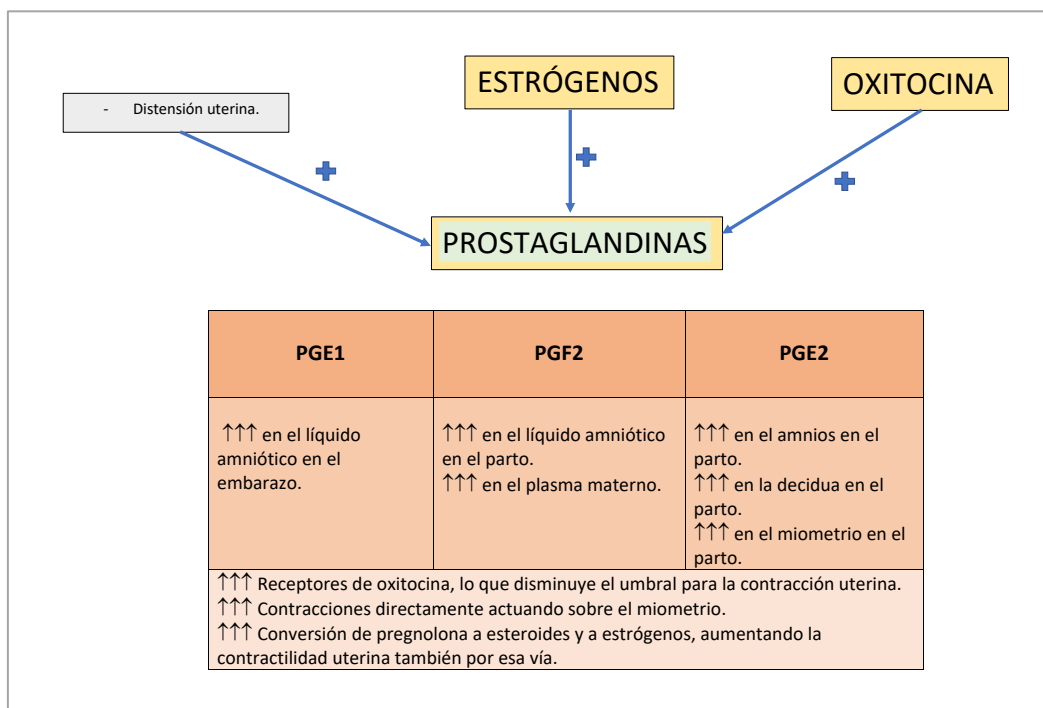 ESTRÓGENOS
OXITOCINA
- Distensión uterina.
PROSTAGLANDINAS
PGE1
PGF2
PGE2
↑↑↑ en el líquido
amniótico en el
embarazo.
↑↑↑ en el líquido amniótico
en el parto.
↑↑↑ en el plasma materno.
↑↑↑ en el amnios en el
parto.
↑↑↑ en la decidua en el
parto.
↑↑↑ en el miometrio en el
parto.
↑↑↑ Receptores de oxitocina, lo que disminuye el umbral para la contracción uterina.
↑↑↑ Contracciones directamente actuando sobre el miometrio.
↑↑↑ Conversión de pregnolona a esteroides y a estrógenos, aumentando la
contractilidad uterina también por esa vía.